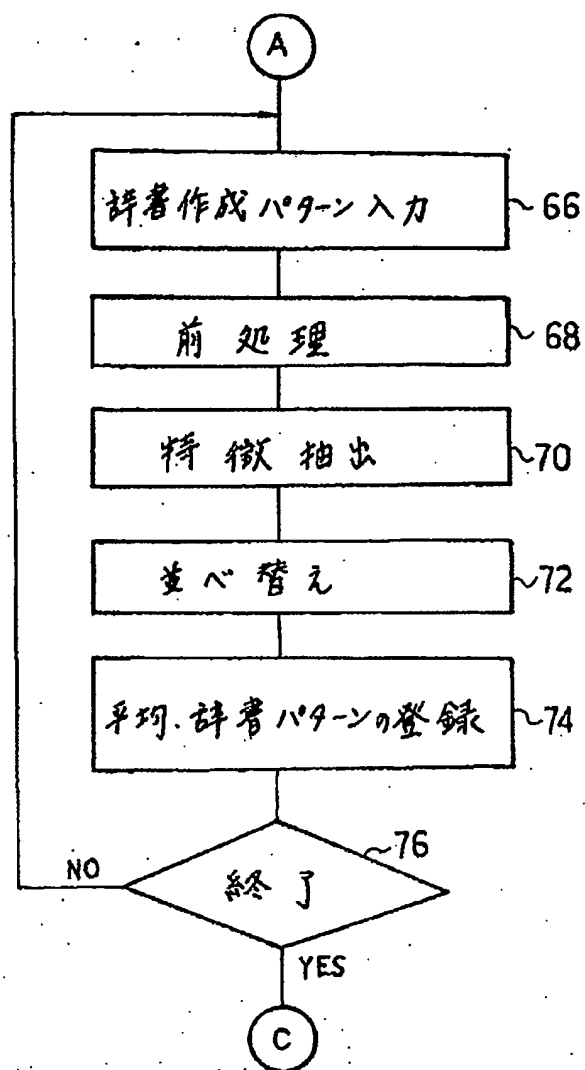 A
辞書作成パターン入力 66
前処理 68
特徴抽出 70
並べ替え 72
平均.辞書パターンの登録 74
76
NO 終了
YES
C